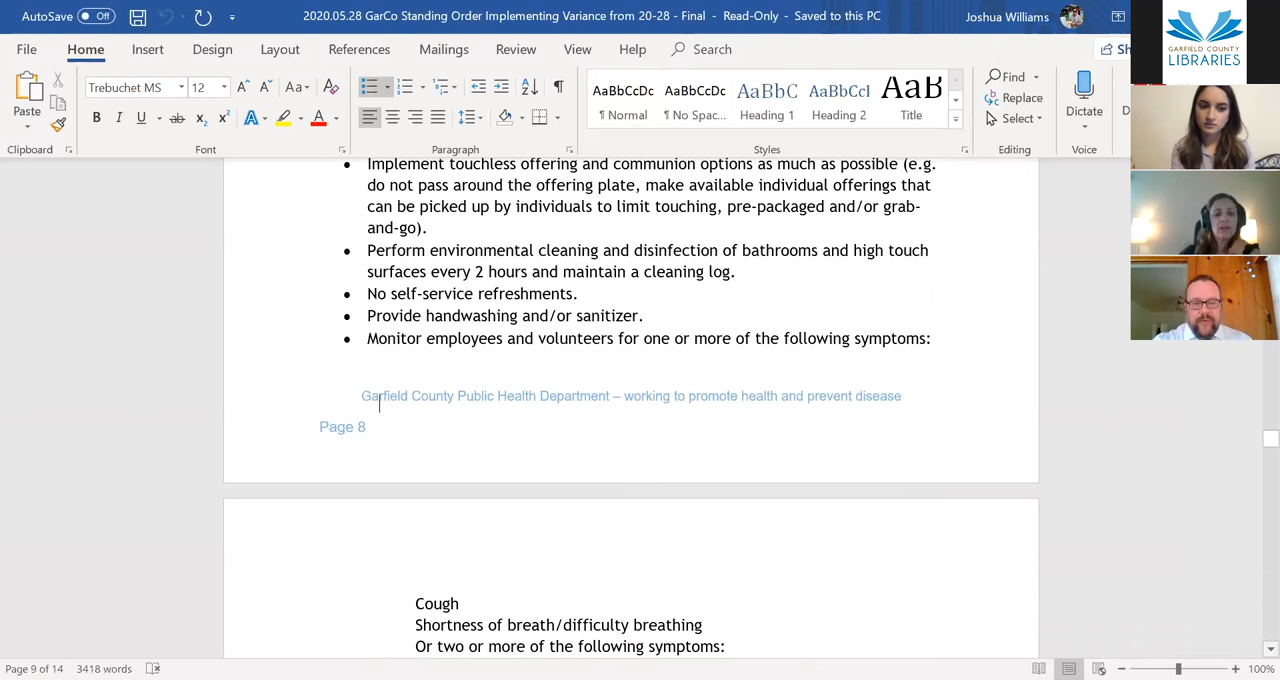 AutoSave Off 2020.05.28 GarCo Standing Order Implementing Variance from 20-28 - Final - Read-Only - Saved to this PC Joshua Williams
File Home Insert Design Layout References Mailings Review View Help Search Sh
GARFIELD COUNTY
LIBRARIES
Paste
Clipboard
Trebuchet MS 12
Font
Paragraph
AaBbCcDc AaBbCcDc AaBbC AaBbCcI AaB
¶ Normal ¶ No Spac... Heading 1 Heading 2 Title
Styles
Find
Replace
Select
Editing
Dictate
Voice
D
• Implement touchless offering and communion options as much as possible (e.g.
do not pass around the offering plate, make available individual offerings that
can be picked up by individuals to limit touching, pre-packaged and/or grab-
and-go).
• Perform environmental cleaning and disinfection of bathrooms and high touch
surfaces every 2 hours and maintain a cleaning log.
• No self-service refreshments.
• Provide handwashing and/or sanitizer.
• Monitor employees and volunteers for one or more of the following symptoms:
Garfield County Public Health Department – working to promote health and prevent disease
Page 8
Cough
Shortness of breath/difficulty breathing
Or two or more of the following symptoms:
Page 9 of 14 3418 words 100%